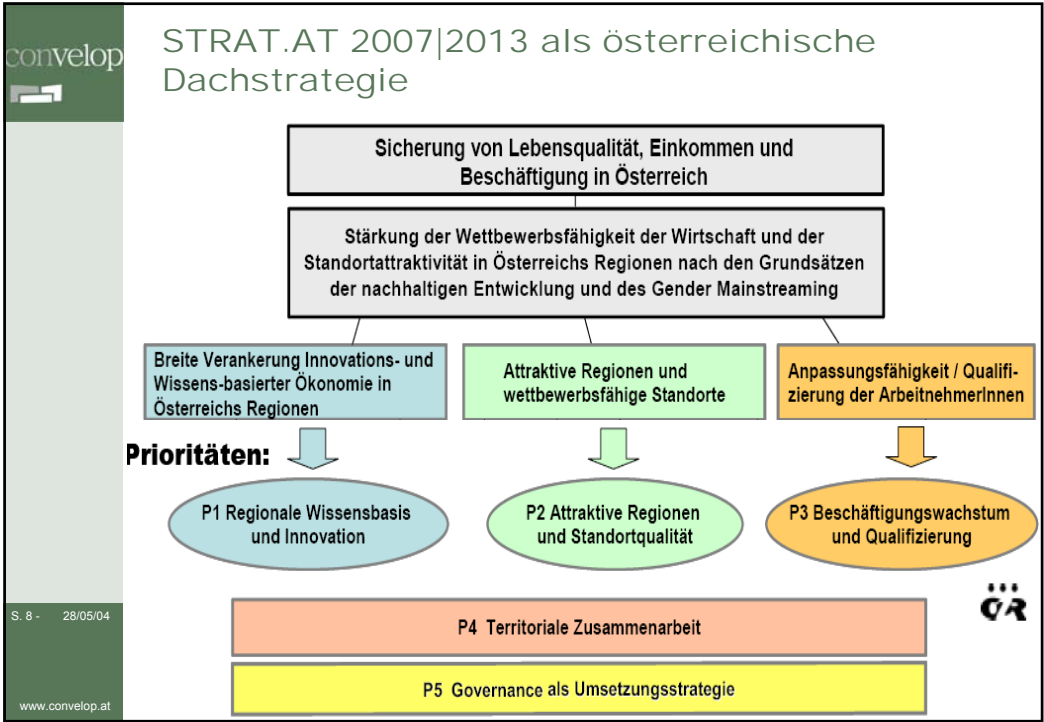 convelop
STRAT.AT 2007|2013 als österreichische
Dachstrategie
Sicherung von Lebensqualität, Einkommen und
Beschäftigung in Österreich
Stärkung der Wettbewerbsfähigkeit der Wirtschaft und der
Standortattraktivität in Österreichs Regionen nach den Grundsätzen
der nachhaltigen Entwicklung und des Gender Mainstreaming
Breite Verankerung Innovations- und
Wissens-basierter Ökonomie in
Österreichs Regionen
Attraktive Regionen und
wettbewerbsfähige Standorte
Anpassungsfähigkeit / Qualifi-
zierung der ArbeitnehmerInnen
Prioritäten:
P1 Regionale Wissensbasis
und Innovation
P2 Attraktive Regionen
und Standortqualität
P3 Beschäftigungswachstum
und Qualifizierung
P4 Territoriale Zusammenarbeit
P5 Governance als Umsetzungsstrategie
S. 8 - 28/05/04
www.convelop.at